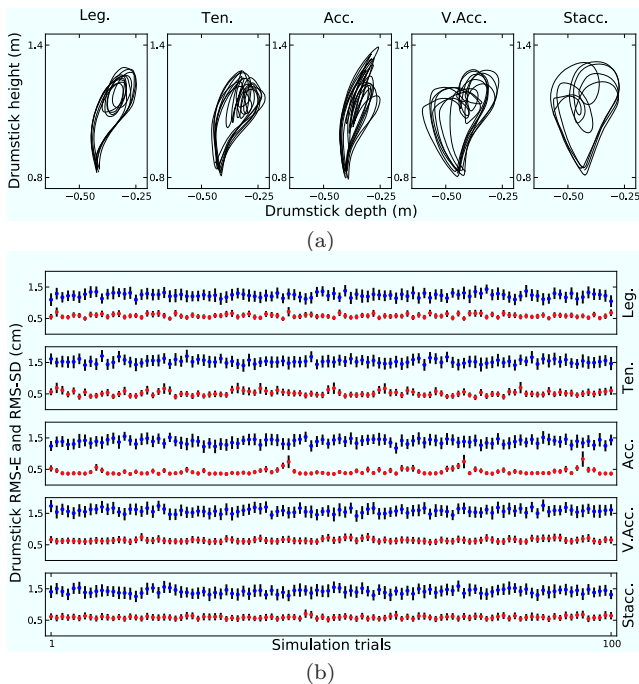 Leg. Ten. Acc. V.Acc. Stacc.
Drumstick height (m)
1.4 1.4 1.4 1.4 1.4
0.8 0.8 0.8 0.8 0.8
−0.50 −0.25 −0.50 −0.25 −0.50 −0.25 −0.50 −0.25 −0.50 −0.25
Drumstick depth (m)
(a)
Drumstick RMS-E and RMS-SD (cm)
1.5
0.5
Leg.
1.5
0.5
Ten.
1.5
0.5
Acc.
1.5
0.5
V.Acc.
1.5
0.5
Stacc.
1 Simulation trials 100
(b)